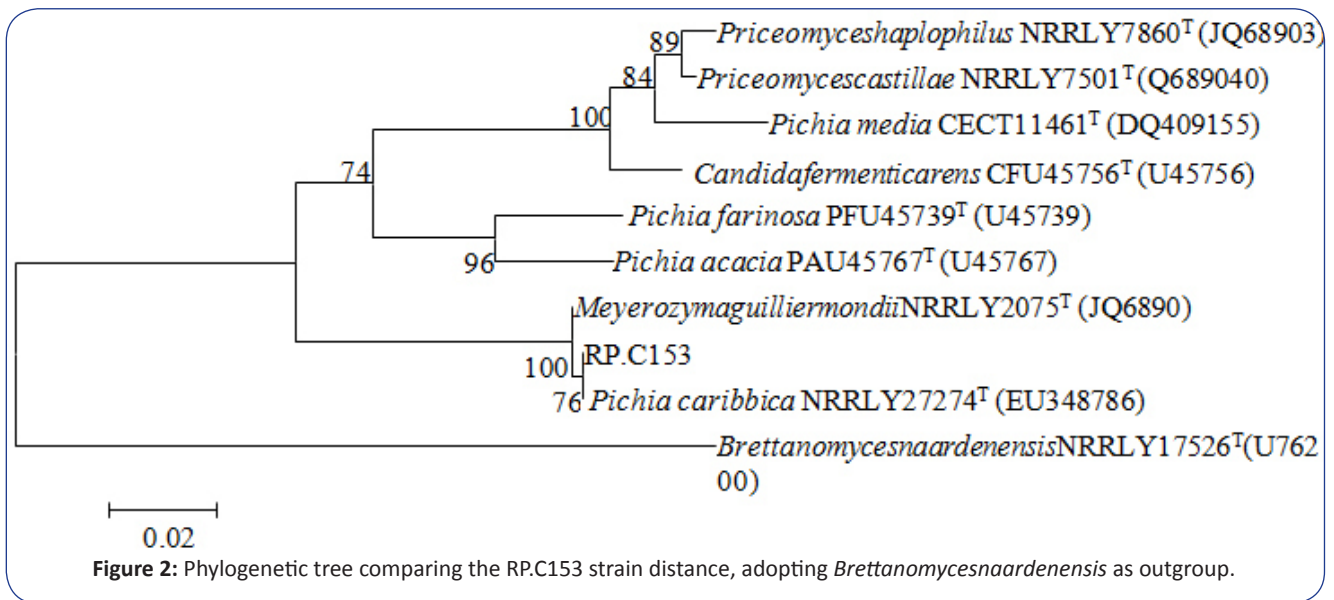 89
Priceomyceshaplophilus NRRLY7860ᵀ (JQ68903)
84
Priceomycescastillae NRRLY7501ᵀ (Q689040)
100
Pichia media CECT11461ᵀ (DQ409155)
Candidafermenticarens CFU45756ᵀ (U45756)
74
Pichia farinosa PFU45739ᵀ (U45739)
96
Pichia acacia PAU45767ᵀ (U45767)
MeyerozymaguilliermondiiNRRLY2075ᵀ (JQ6890)
RP.C153
100
76
Pichia caribbica NRRLY27274ᵀ (EU348786)
BrettanomycesnaardenensisNRRLY17526ᵀ(U762
00)
0.02
Figure 2: Phylogenetic tree comparing the RP.C153 strain distance, adopting Brettanomycesnaardenensis as outgroup.